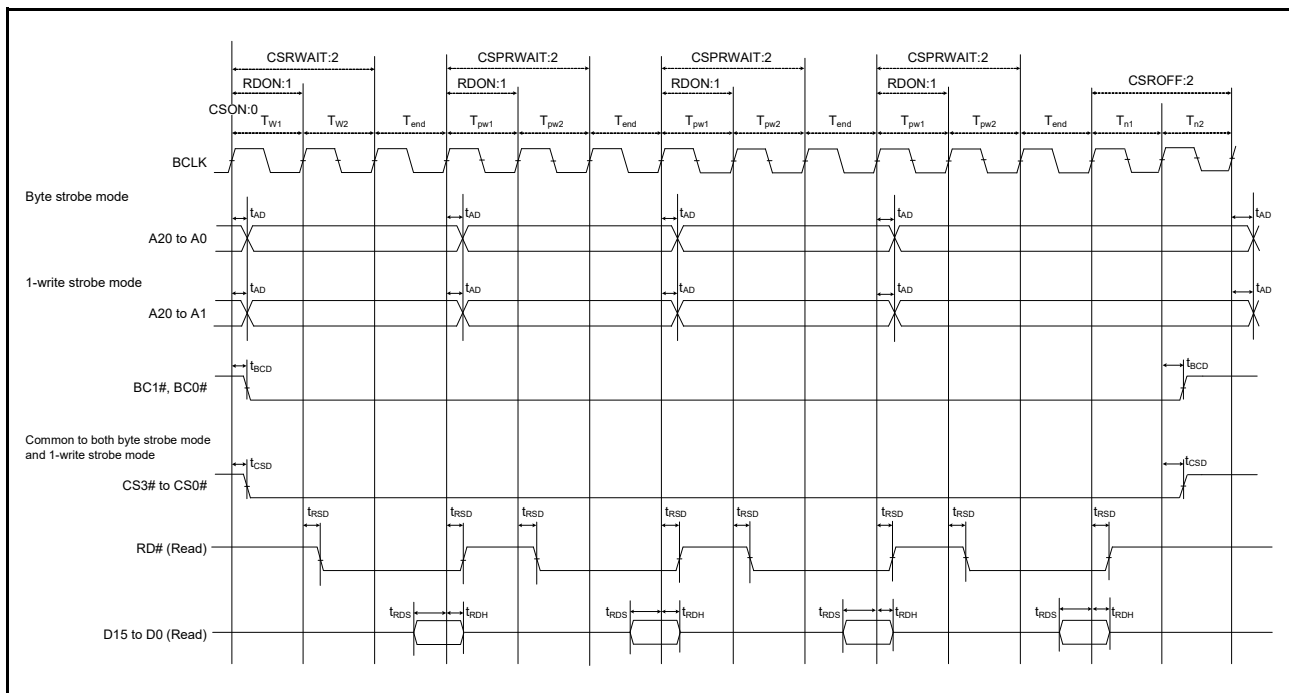 CSRWAIT:2 CSPRWAIT:2 CSPRWAIT:2 CSPRWAIT:2
RDON:1 RDON:1 RDON:1 RDON:1 CSROFF:2
CSON:0
TW1 TW2 Tend Tpw1 Tpw2 Tend Tpw1 Tpw2 Tend Tpw1 Tpw2 Tend Tn1 Tn2
BCLK
Byte strobe mode
tAD tAD tAD tAD tAD
A20 to A0
1-write strobe mode
tAD tAD tAD tAD tAD
A20 to A1
tBCD tBCD
BC1#, BC0#
Common to both byte strobe mode
and 1-write strobe mode
tCSD tCSD
CS3# to CS0#
tRSD tRSD tRSD tRSD tRSD tRSD tRSD tRSD
RD# (Read)
tRDS tRDH tRDS tRDH tRDS tRDH tRDS tRDH
D15 to D0 (Read)